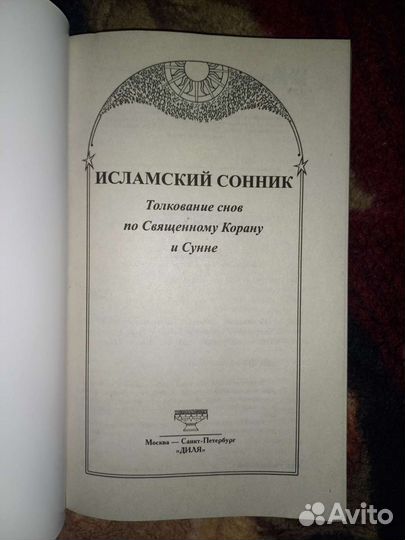 ИСЛАМСКИЙ СОННИК
Толкование снов
по Священному Корану
и Сунне
Москва — Санкт-Петербург
«ДИЛЯ»
Avito